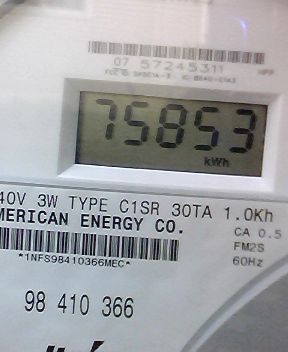 07 57245311
75853
kWh
40V 3W TYPE C1SR 30TA 1.0Kh
MERICAN ENERGY CO.
CA 0.5
FM2S
*1NFS98410366MEC*
60Hz
98 410 366